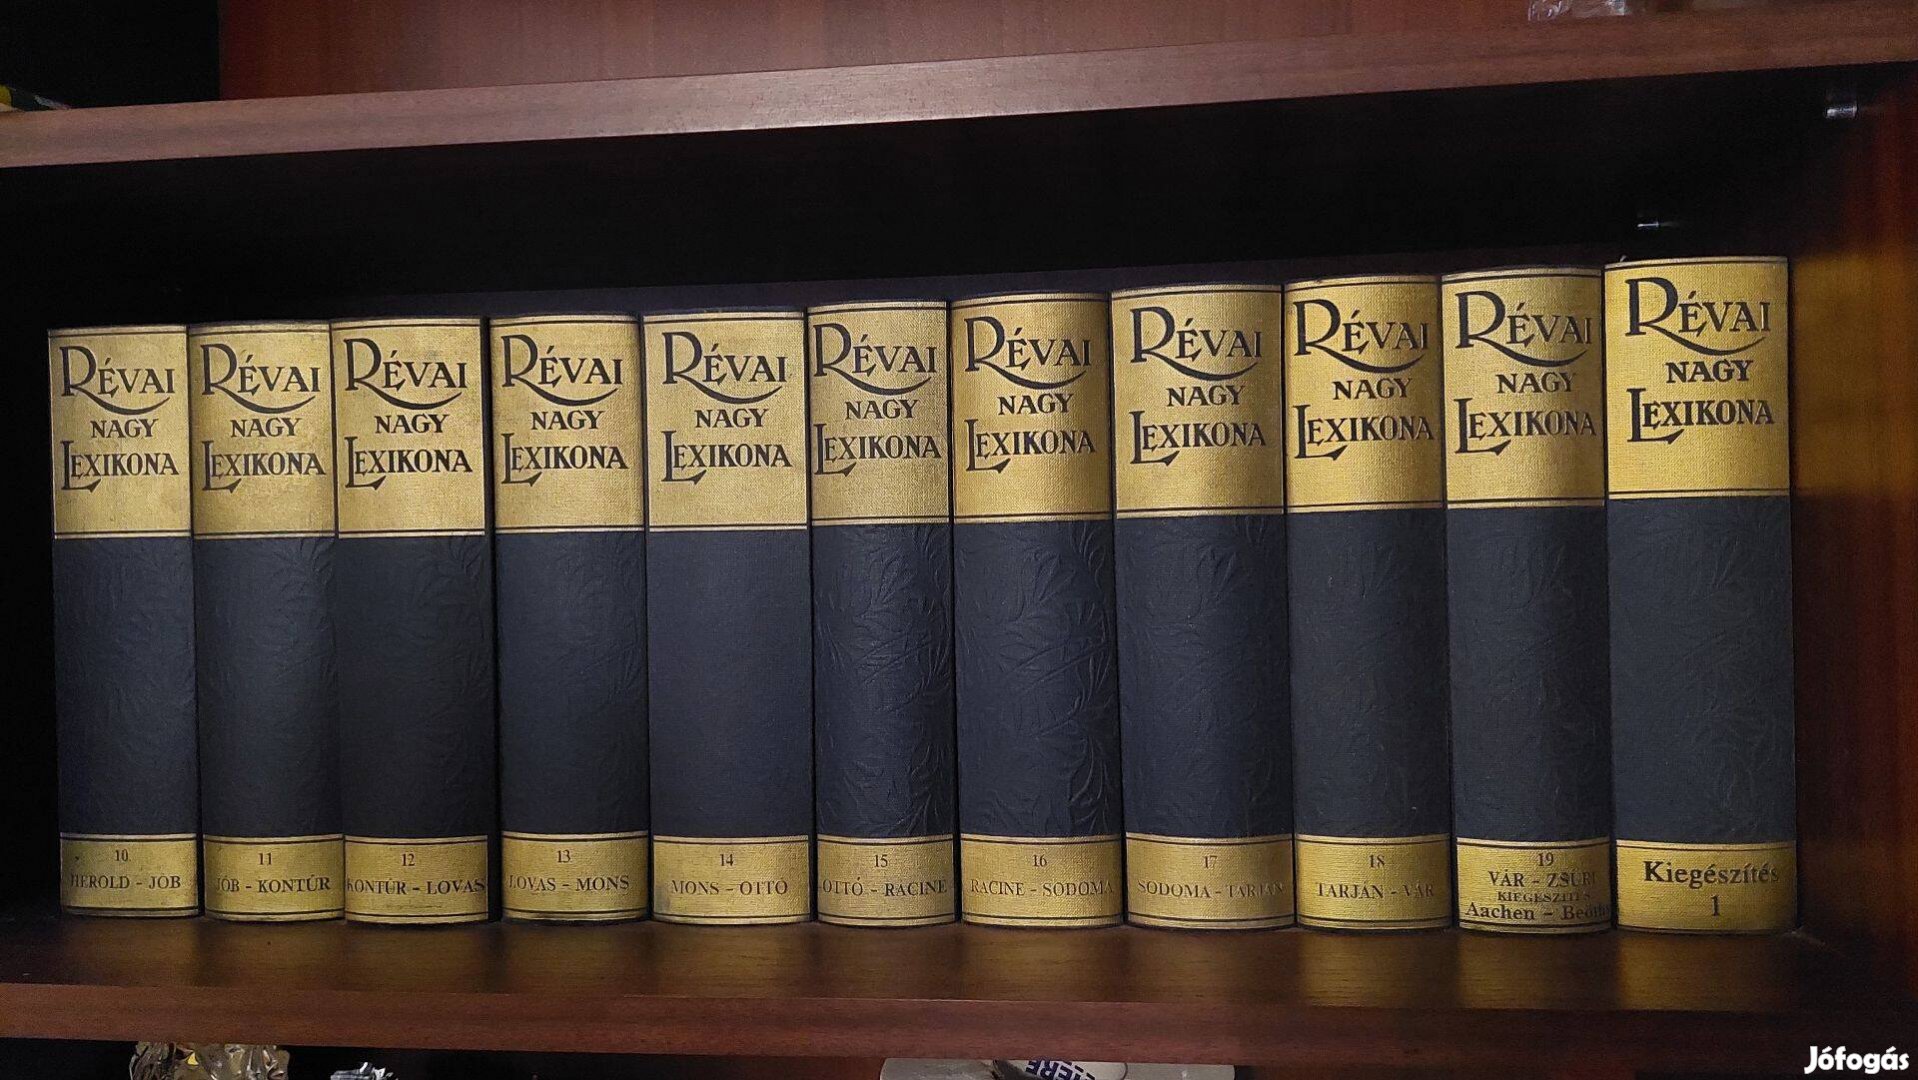 RÉVAI
NAGY
LEXIKONA
10
HEROLD - JÓB
RÉVAI
NAGY
LEXIKONA
11
JÓB - KONTÚR
RÉVAI
NAGY
LEXIKONA
12
KONTÚR - LOVAS
RÉVAI
NAGY
LEXIKONA
13
LOVAS - MONS
RÉVAI
NAGY
LEXIKONA
14
MONS - OTTÓ
RÉVAI
NAGY
LEXIKONA
15
OTTÓ - RACINE
RÉVAI
NAGY
LEXIKONA
16
RACINE - SODOMA
RÉVAI
NAGY
LEXIKONA
17
SODOMA - TARJÁN
RÉVAI
NAGY
LEXIKONA
18
TARJÁN - VÁR
RÉVAI
NAGY
LEXIKONA
19
VÁR - ZSÜRI
KIEGÉSZÍTÉS
Aachen -
RÉVAI
NAGY
LEXIKONA
Kiegészítés
1
Jófogás